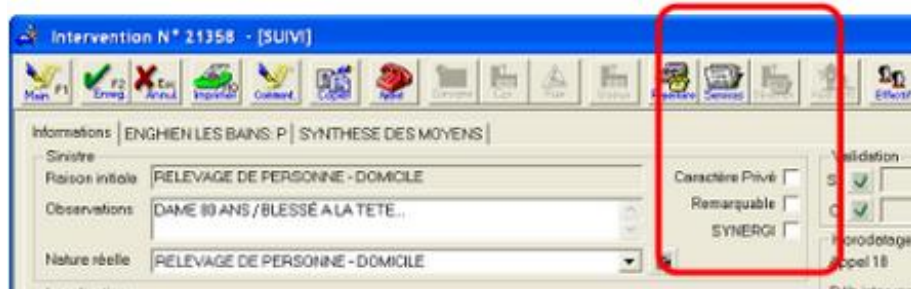 Intervention N° 21358 - [SUIVI]
Main F1 F2 Enreg. Esc Annul. Imprimer Comment. Copier Services Effectif
Informations ENGHIEN LES BAINS: P SYNTHESE DES MOYENS
Sinistre
Raison initiale RELEVAGE DE PERSONNE - DOMICILE
Caractère Privé
Validation
Observations DAME 80 ANS / BLESSÉ A LA TETE...
Remarquable
SYNERGI
Horodatage
Nature réelle RELEVAGE DE PERSONNE - DOMICILE
Appel 18